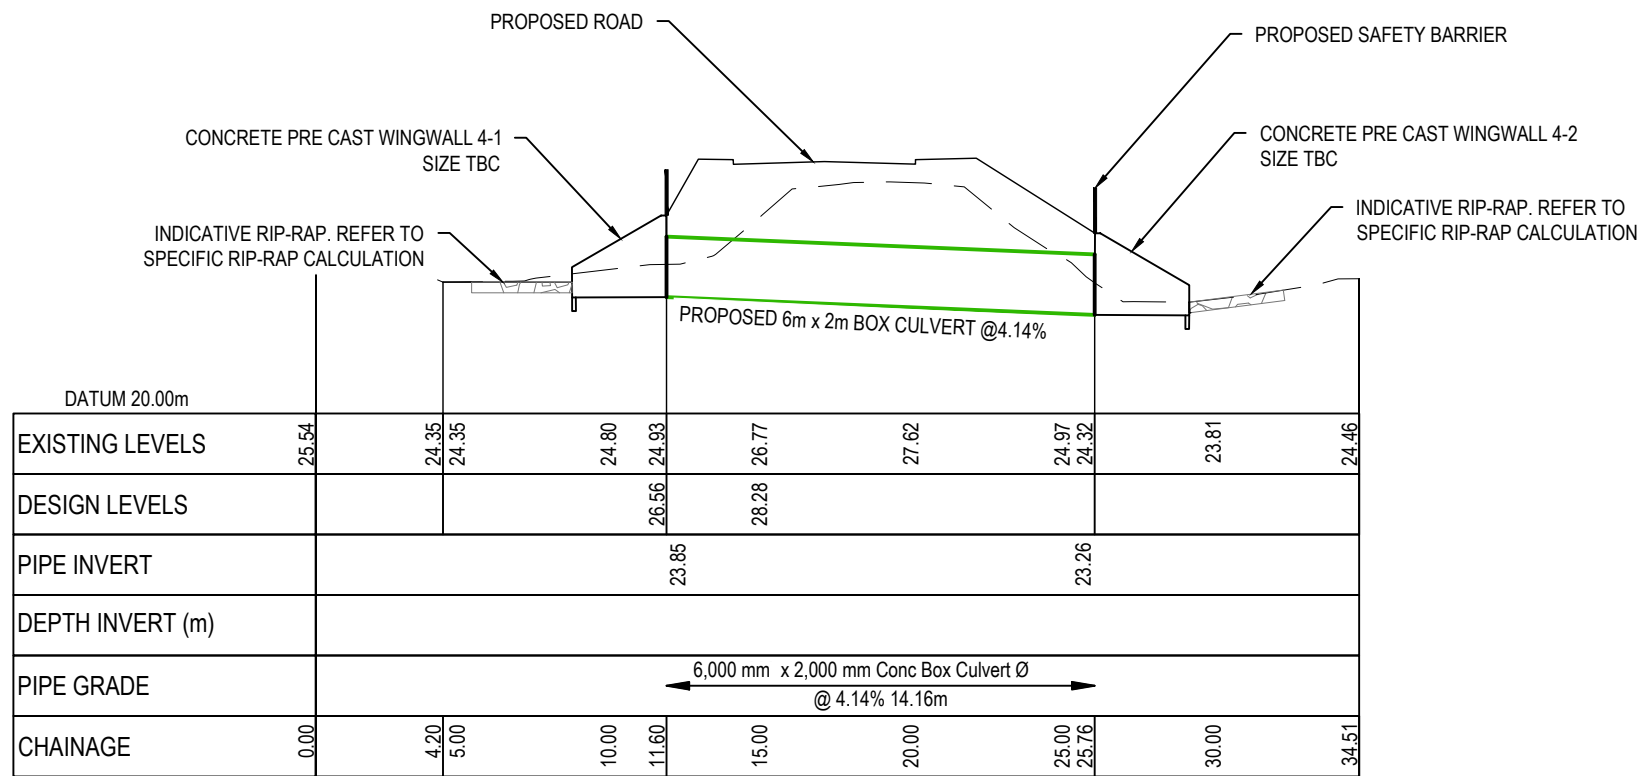 PROPOSED ROAD
PROPOSED SAFETY BARRIER
CONCRETE PRE CAST WINGWALL 4-1
SIZE TBC
CONCRETE PRE CAST WINGWALL 4-2
SIZE TBC
INDICATIVE RIP-RAP. REFER TO
SPECIFIC RIP-RAP CALCULATION
INDICATIVE RIP-RAP. REFER TO
SPECIFIC RIP-RAP CALCULATION
PROPOSED 6m x 2m BOX CULVERT @4.14%
DATUM 20.00m
EXISTING LEVELS 25.54 24.35 24.35 24.80 24.93 26.77 27.62 24.97 24.32 23.81 24.46
DESIGN LEVELS 26.56 28.28
PIPE INVERT 23.85 23.26
DEPTH INVERT (m)
PIPE GRADE
6,000 mm x 2,000 mm Conc Box Culvert Ø
@ 4.14% 14.16m
CHAINAGE 0.00 4.20 5.00 10.00 11.60 15.00 20.00 25.00 25.76 30.00 34.51